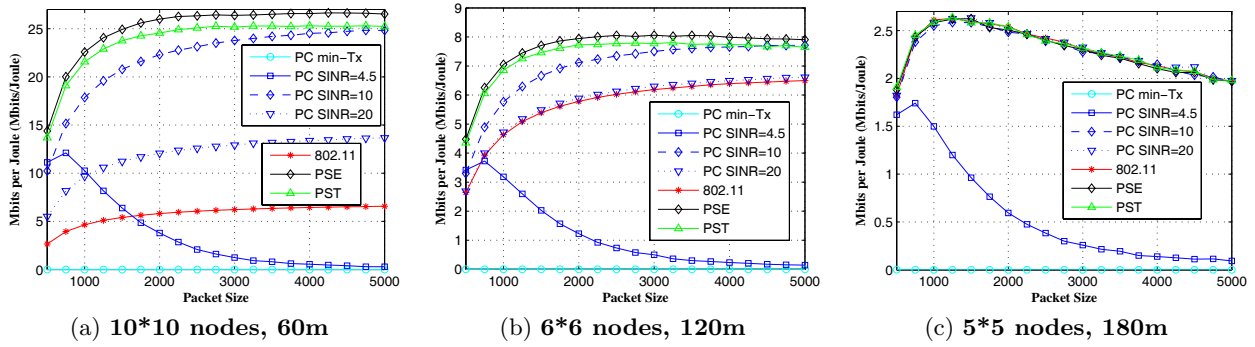 Mbits per Joule (Mbits/Joule)
25
20
15
10
5
0
1000 2000 3000 4000 5000
Packet Size
PC min−Tx
PC SINR=4.5
PC SINR=10
PC SINR=20
802.11
PSE
PST
(a) 10*10 nodes, 60m
Mbits per Joule (Mbits/Joule)
9
8
7
6
5
4
3
2
1
0
1000 2000 3000 4000 5000
Packet Size
PC min−Tx
PC SINR=4.5
PC SINR=10
PC SINR=20
802.11
PSE
PST
(b) 6*6 nodes, 120m
Mbits per Joule (Mbits/Joule)
2.5
2
1.5
1
0.5
0
1000 2000 3000 4000 5000
Packet Size
PC min−Tx
PC SINR=4.5
PC SINR=10
PC SINR=20
802.11
PSE
PST
(c) 5*5 nodes, 180m